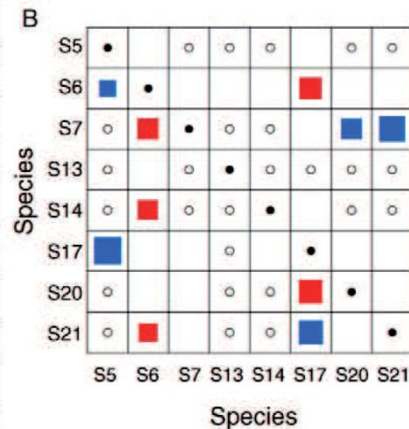 B
S5
S6
S7
S13
S14
S17
S20
S21
Species
S5 S6 S7 S13 S14 S17 S20 S21
Species